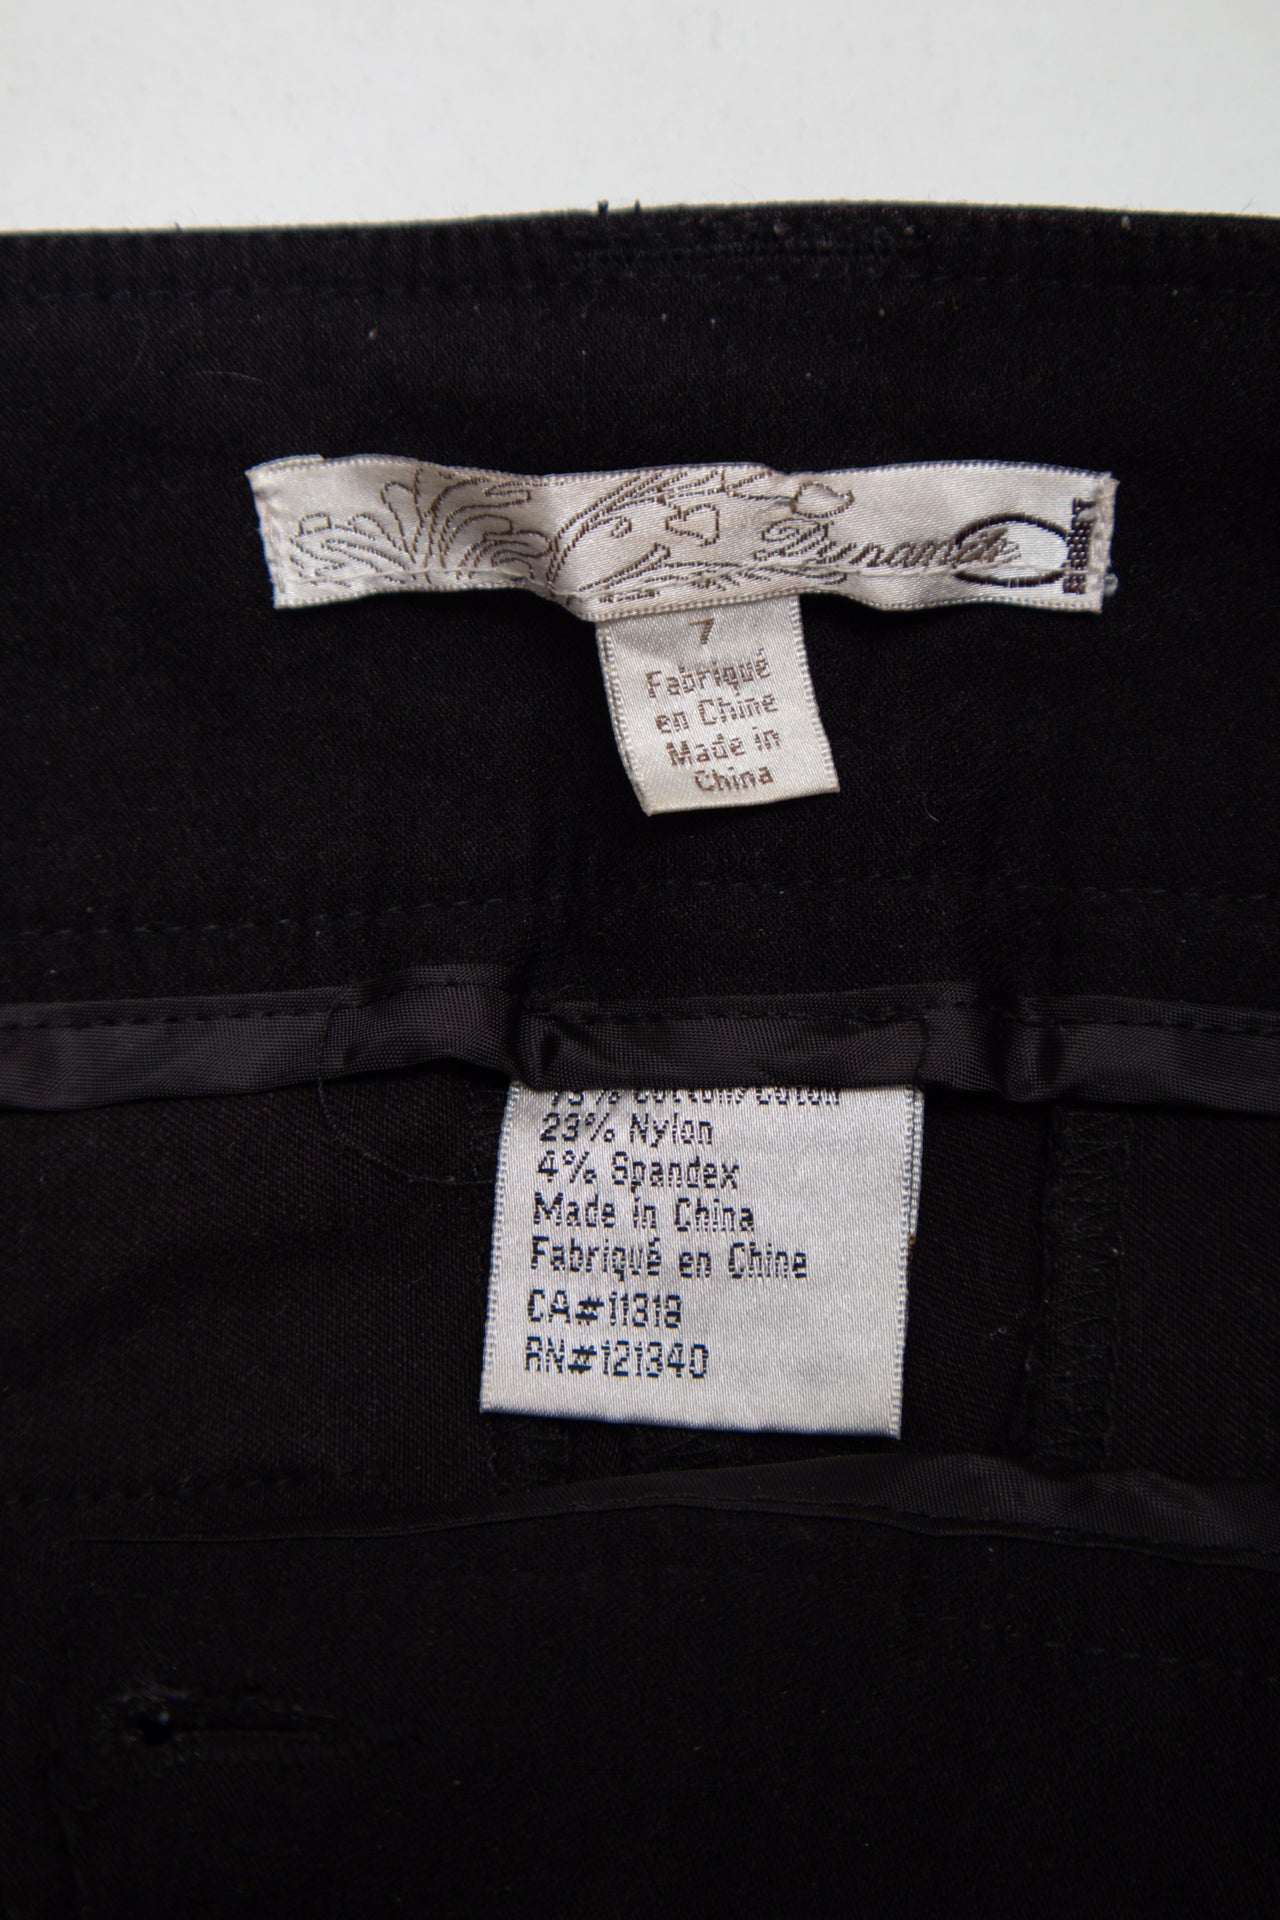 Dynamite
7
Fabriqué
en Chine
Made in
China
23% Nylon
4% Spandex
Made in China
Fabriqué en Chine
CA#11318
RN#121340